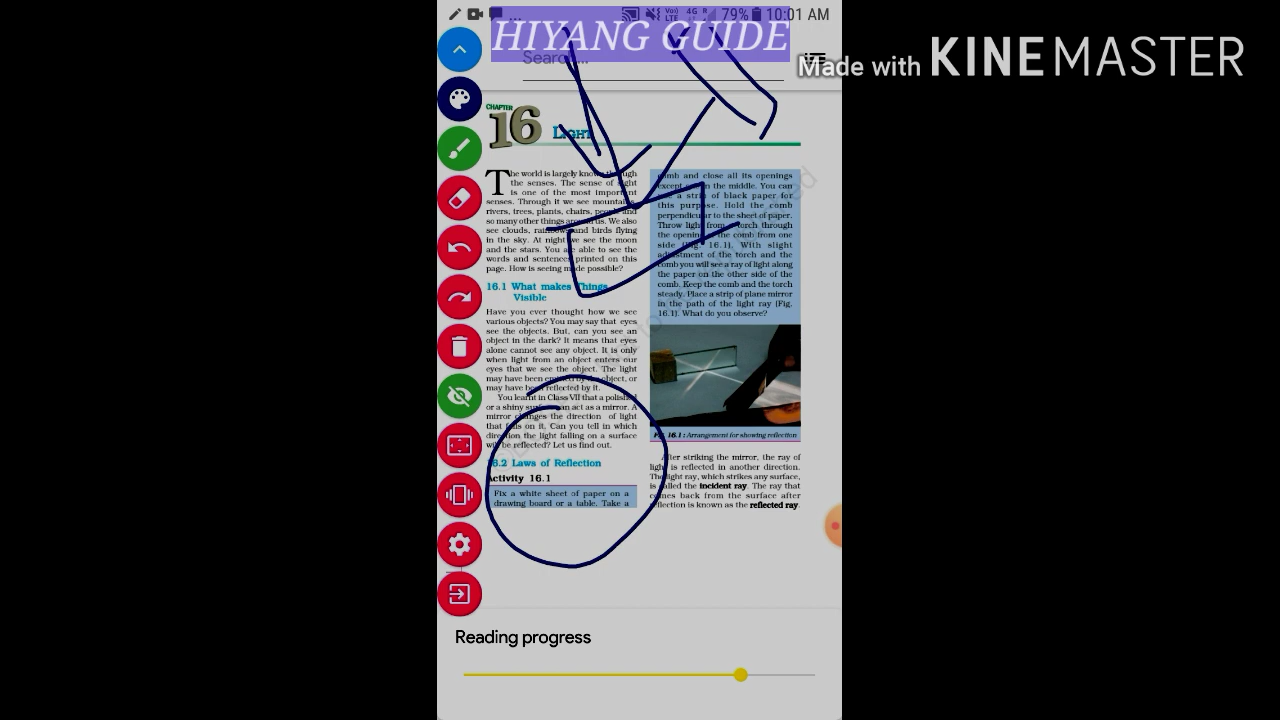 79% 10:01 AM
HIYANG GUIDE
Search...
Made with KINEMASTER
CHAPTER
16 LIGHT
The world is largely known through
the senses. The sense of sight
is one of the most important
senses. Through it we see mountains,
rivers, trees, plants, chairs, people and
so many other things around us. We also
see clouds, rainbows and birds flying
in the sky. At night we see the moon
and the stars. You are able to see the
words and sentences printed on this
page. How is seeing made possible?
16.1 What makes Things
Visible
Have you ever thought how we see
various objects? You may say that eyes
see the objects. But, can you see an
object in the dark? It means that eyes
alone cannot see any object. It is only
when light from an object enters our
eyes that we see the object. The light
may have been emitted by the object, or
may have been reflected by it.
You learnt in Class VII that a polished
or a shiny surface can act as a mirror. A
mirror changes the direction of light
that falls on it. Can you tell in which
direction the light falling on a surface
will be reflected? Let us find out.
16.2 Laws of Reflection
Activity 16.1
Fix a white sheet of paper on a
drawing board or a table. Take a
comb and close all its openings
except one in the middle. You can
use a strip of black paper for
this purpose. Hold the comb
perpendicular to the sheet of paper.
Throw light from a torch through
the opening of the comb from one
side (Fig. 16.1). With slight
adjustment of the torch and the
comb you will see a ray of light along
the paper on the other side of the
comb. Keep the comb and the torch
steady. Place a strip of plane mirror
in the path of the light ray (Fig.
16.1). What do you observe?
Fig. 16.1 : Arrangement for showing reflection
After striking the mirror, the ray of
light is reflected in another direction.
The light ray, which strikes any surface,
is called the incident ray. The ray that
comes back from the surface after
reflection is known as the reflected ray.
Reading progress